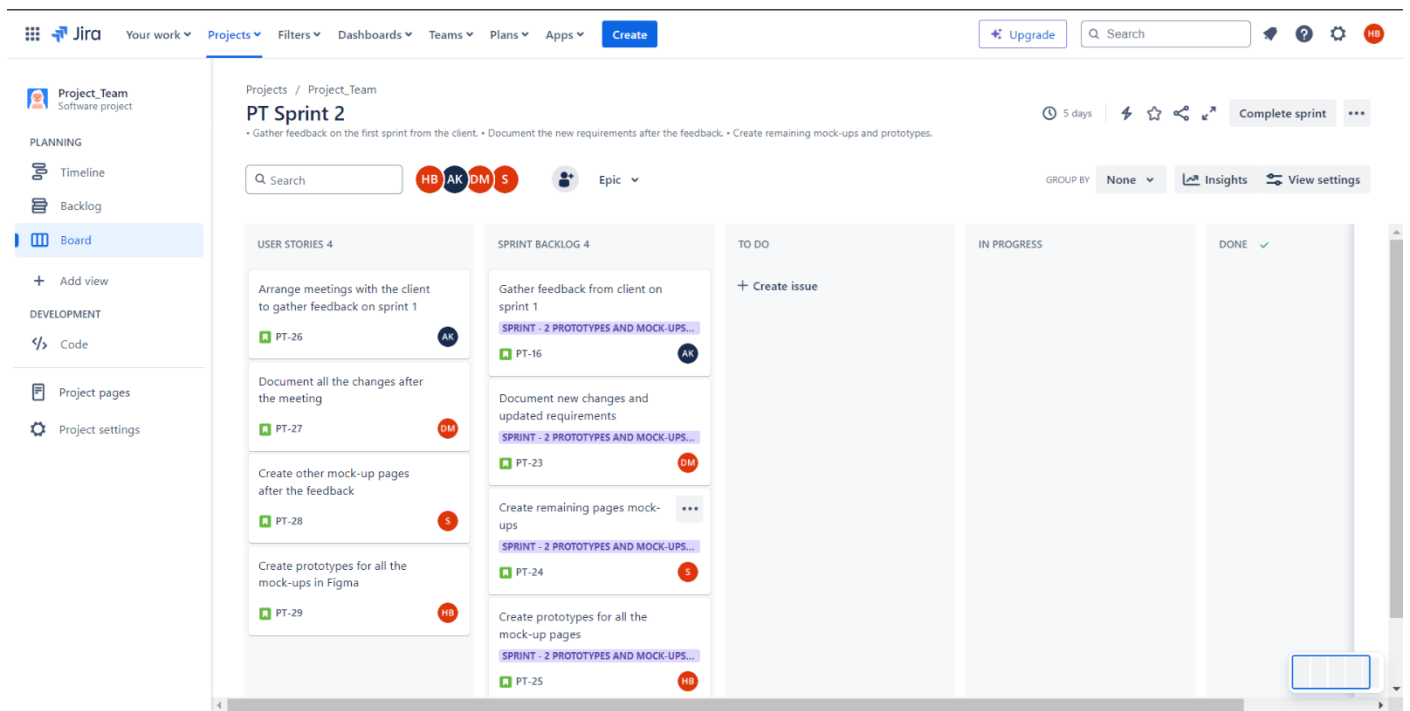 Jira Your work Projects Filters Dashboards Teams Plans Apps Create Upgrade Search HB
Project_Team
Software project
PLANNING
Timeline
Backlog
Board
Add view
DEVELOPMENT
Code
Project pages
Project settings
Projects / Project_Team
PT Sprint 2
5 days Complete sprint
• Gather feedback on the first sprint from the client. • Document the new requirements after the feedback. • Create remaining mock-ups and prototypes.
Search HB AK DM S Epic GROUP BY None Insights View settings
USER STORIES 4
Arrange meetings with the client
to gather feedback on sprint 1
PT-26 AK
Document all the changes after
the meeting
PT-27 DM
Create other mock-up pages
after the feedback
PT-28 S
Create prototypes for all the
mock-ups in Figma
PT-29 HB
SPRINT BACKLOG 4
Gather feedback from client on
sprint 1
SPRINT - 2 PROTOTYPES AND MOCK-UPS...
PT-16 AK
Document new changes and
updated requirements
SPRINT - 2 PROTOTYPES AND MOCK-UPS...
PT-23 DM
Create remaining pages mock-
ups
SPRINT - 2 PROTOTYPES AND MOCK-UPS...
PT-24 S
Create prototypes for all the
mock-up pages
SPRINT - 2 PROTOTYPES AND MOCK-UPS...
PT-25 HB
TO DO
+ Create issue
IN PROGRESS
DONE